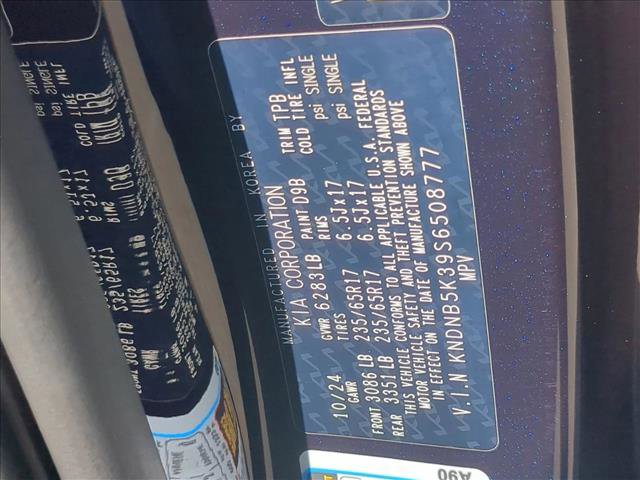 MANUFACTURED IN KOREA BY
KIA CORPORATION
10/24 GVWR 6283LB PAINT D9B TRIM TPB
GAWR TIRES RIMS COLD TIRE INFL
FRONT 3086 LB 235/65R17 6.5Jx17 psi SINGLE
REAR 3351 LB 235/65R17 6.5Jx17 psi SINGLE
THIS VEHICLE CONFORMS TO ALL APPLICABLE U.S.A. FEDERAL
MOTOR VEHICLE SAFETY AND THEFT PREVENTION STANDARDS
IN EFFECT ON THE DATE OF MANUFACTURE SHOWN ABOVE
V.I.N KNDNB5K39S6508777
MPV
A90